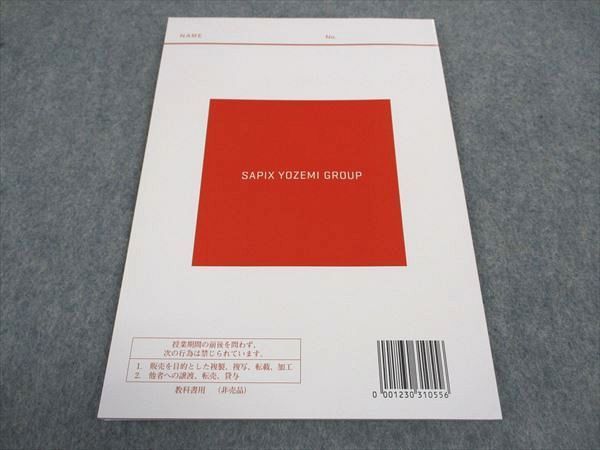 NAME No.
SAPIX YOZEMI GROUP
授業期間の前後を問わず、
次の行為は禁じられています。
1. 販売を目的とした複製、複写、転載、加工
2. 他者への譲渡、転売、貸与
教科書用 （非売品）
0 001230 310556